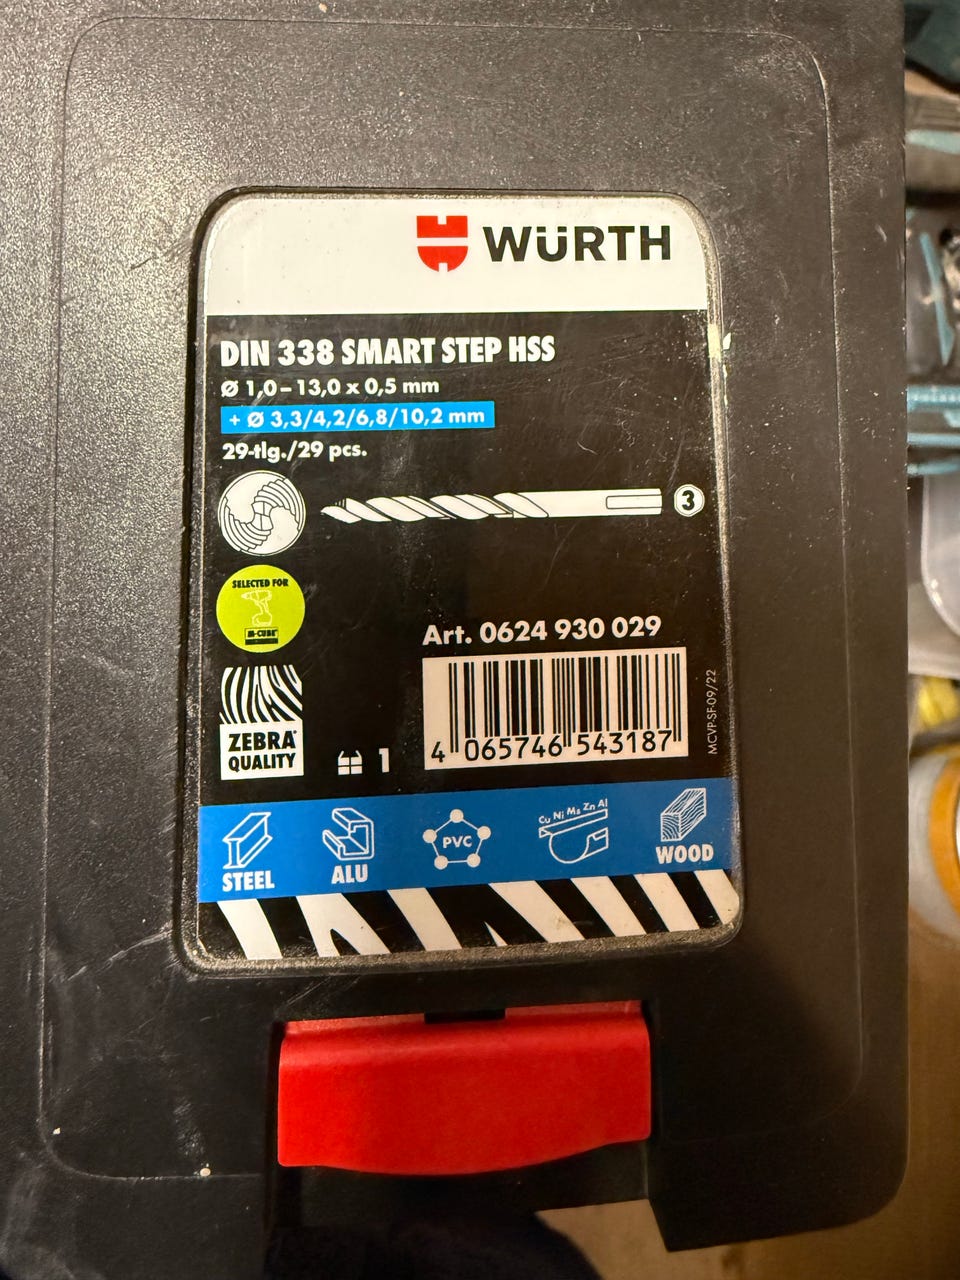 WÜRTH
DIN 338 SMART STEP HSS
Ø 1,0–13,0 x 0,5 mm
+ Ø 3,3/4,2/6,8/10,2 mm
29-tlg./29 pcs.
3
SELECTED FOR
M-CUBE®
Art. 0624 930 029
4 065746 543187
MCVP-SF-09/22
ZEBRA®
QUALITY
1
STEEL
ALU
PVC
Cu Ni Ms Zn Al
WOOD